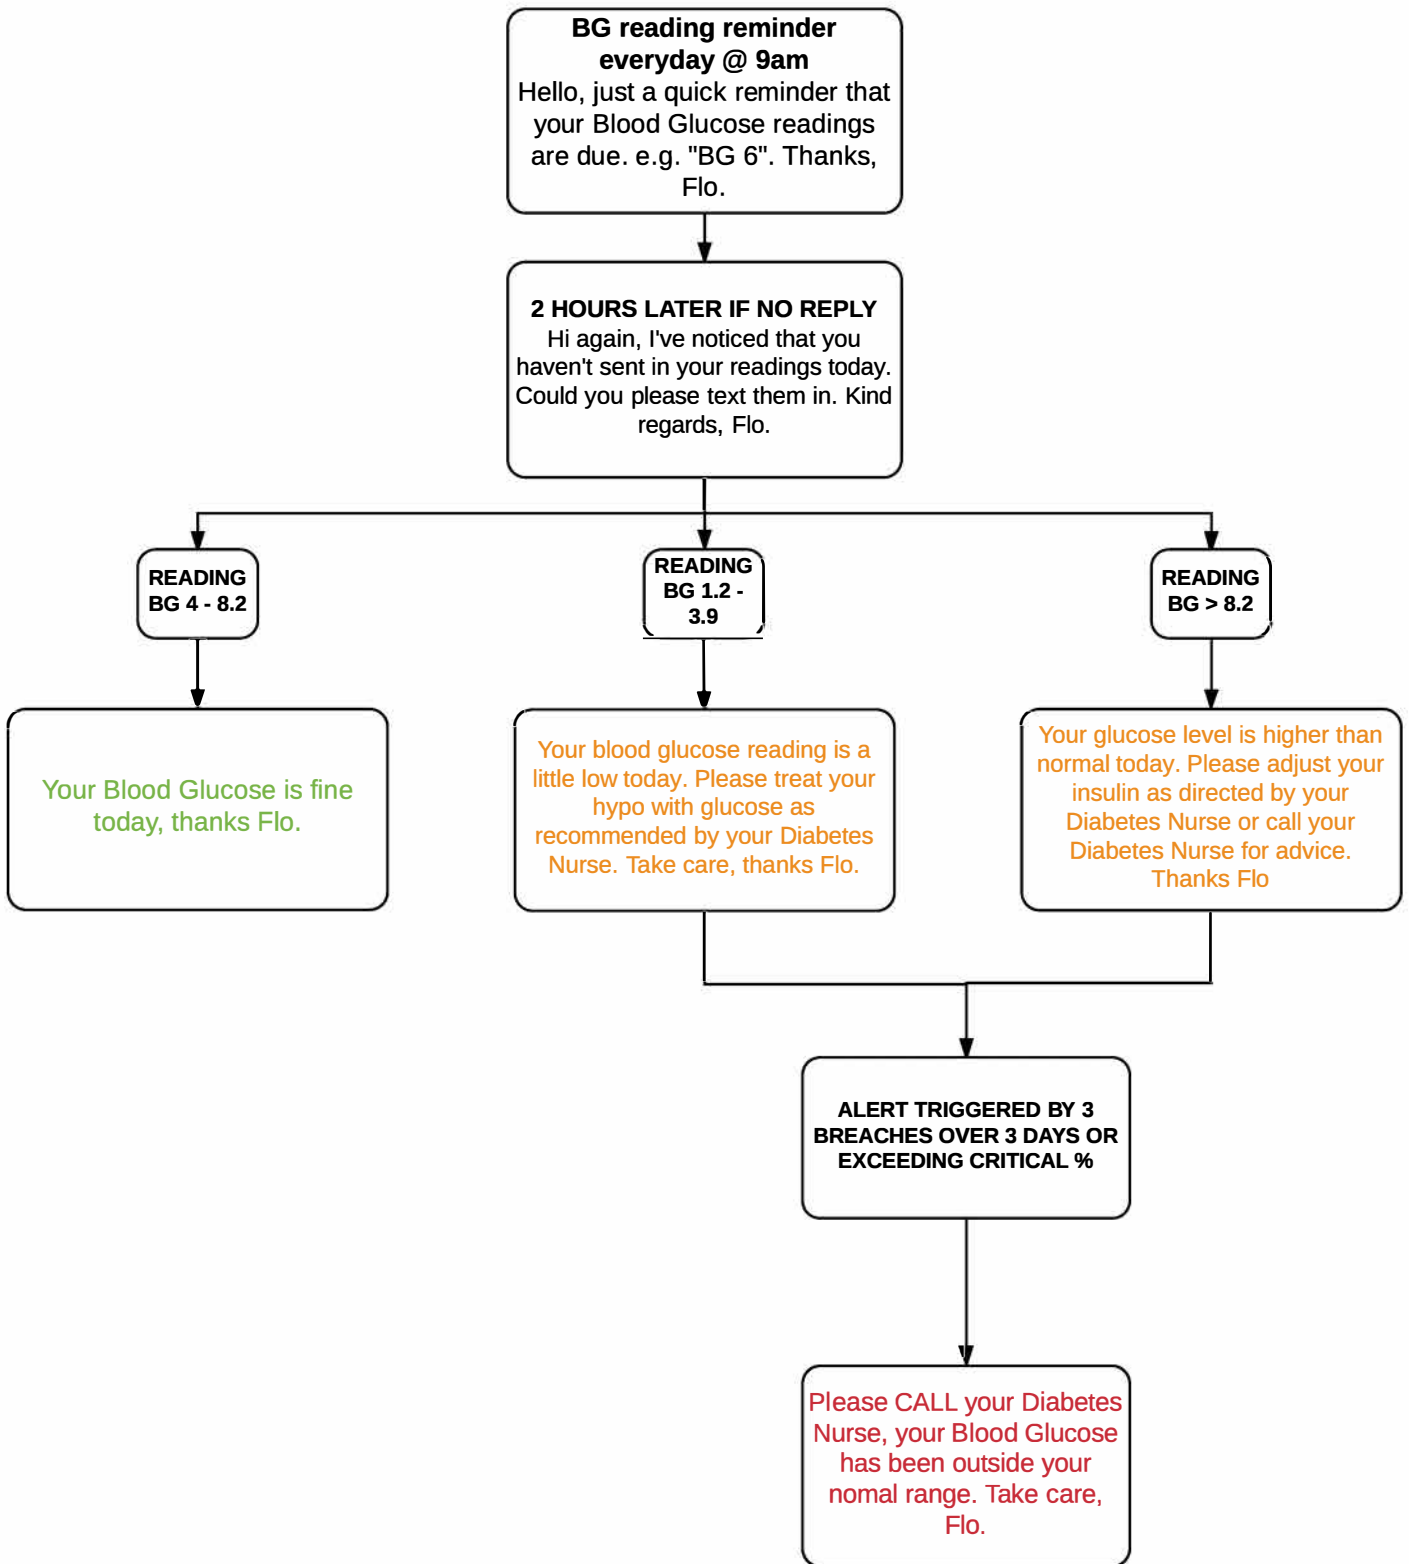 BG reading reminder
everyday @ 9am
Hello, just a quick reminder that
your Blood Glucose readings
are due. e.g. "BG 6". Thanks,
Flo.
2 HOURS LATER IF NO REPLY
Hi again, I've noticed that you
haven't sent in your readings today.
Could you please text them in. Kind
regards, Flo.
READING
BG 4 - 8.2
READING
BG 1.2 -
3.9
READING
BG > 8.2
Your Blood Glucose is fine
today, thanks Flo.
Your blood glucose reading is a
little low today. Please treat your
hypo with glucose as
recommended by your Diabetes
Nurse. Take care, thanks Flo.
Your glucose level is higher than
normal today. Please adjust your
insulin as directed by your
Diabetes Nurse or call your
Diabetes Nurse for advice.
Thanks Flo
ALERT TRIGGERED BY 3
BREACHES OVER 3 DAYS OR
EXCEEDING CRITICAL %
Please CALL your Diabetes
Nurse, your Blood Glucose
has been outside your
nomal range. Take care,
Flo.